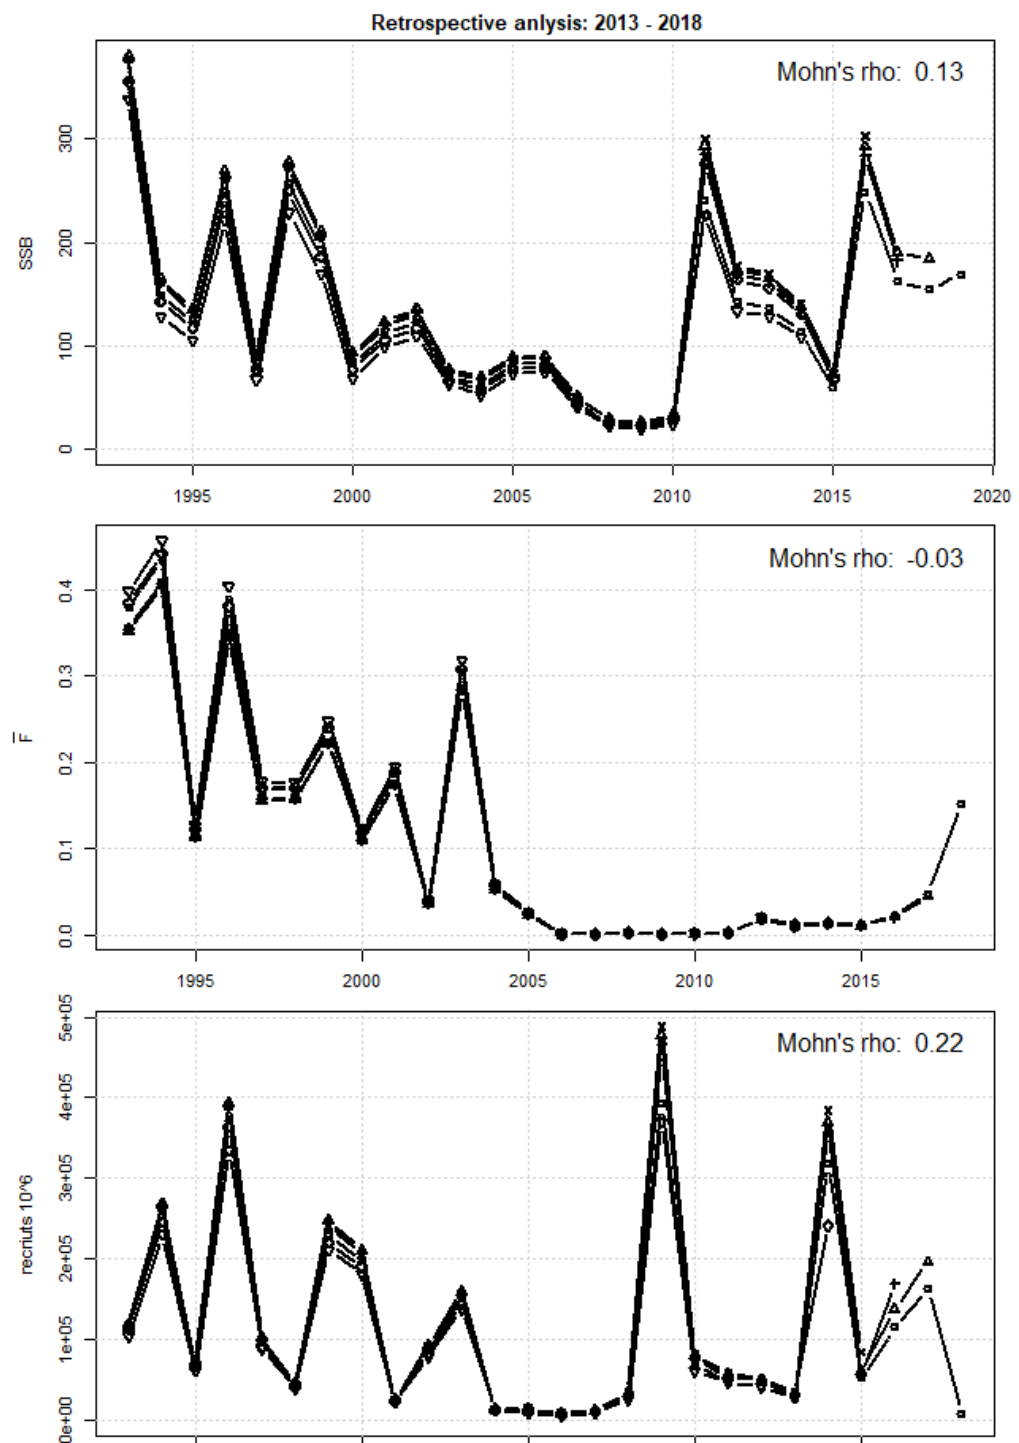 Retrospective anlysis: 2013 - 2018
Mohn's rho: 0.13
SSB
300
200
100
0
1995 2000 2005 2010 2015 2020
Mohn's rho: -0.03
F
0.4
0.3
0.2
0.1
0.0
1995 2000 2005 2010 2015
Mohn's rho: 0.22
recriuts 10^6
5e+05
4e+05
3e+05
2e+05
1e+05
0e+00